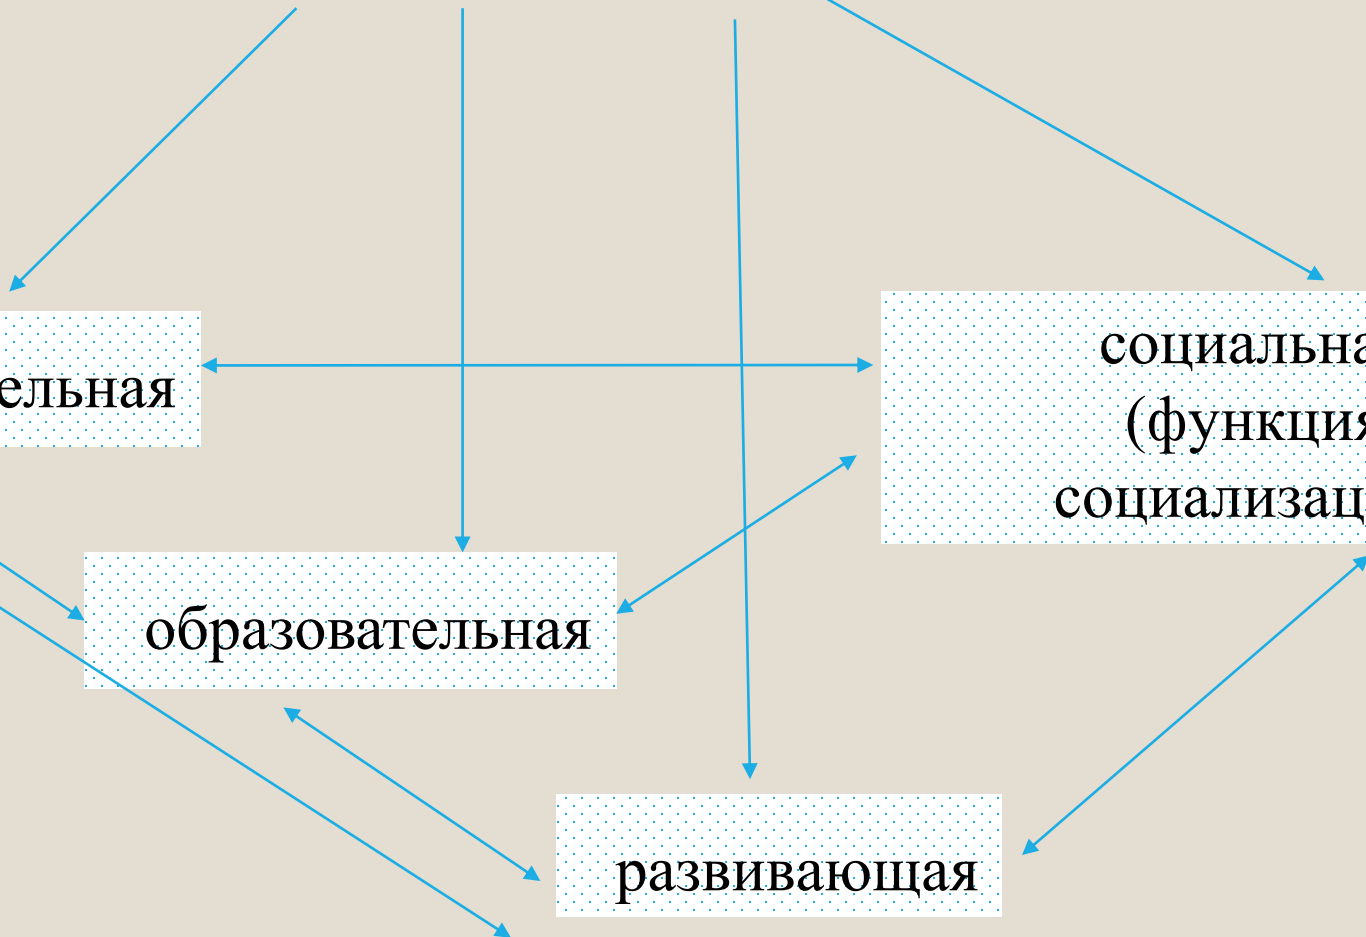 социальна
ельная
(функция
социализац
образовательная
развивающая